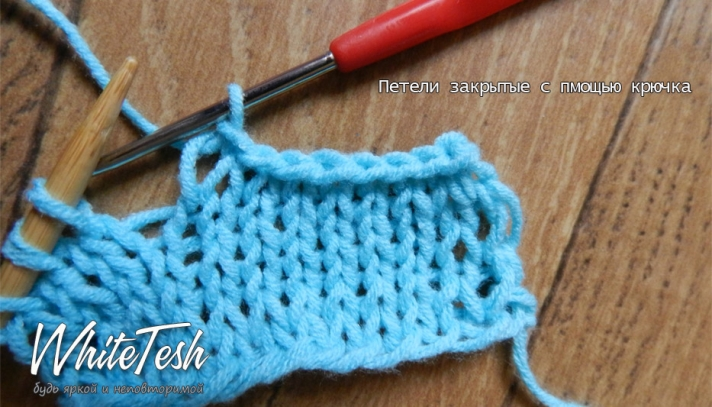 Петели закрытые с пмощью крючка
WhiteTesh
будь яркой и неповторимой